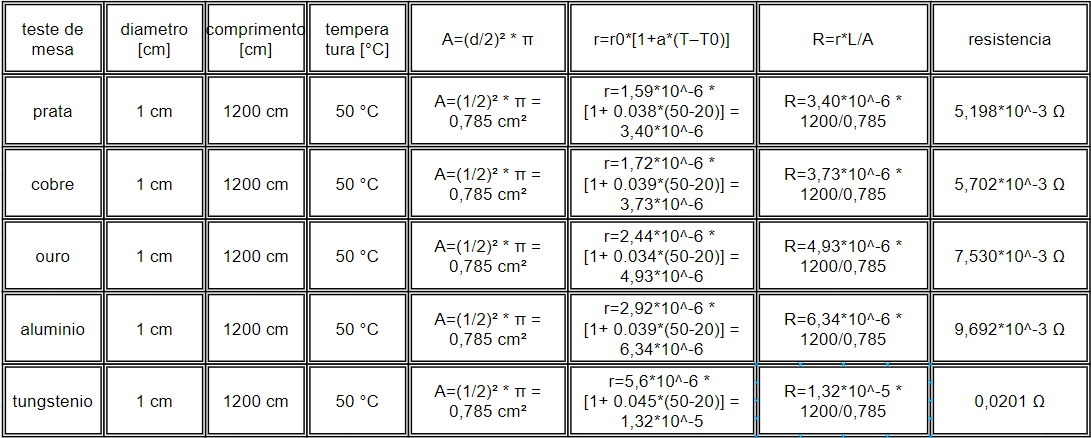 teste de
mesa
diametro
[cm]
comprimento
[cm]
tempera
tura [°C]
A=(d/2)² * π
r=r0*[1+a*(T–T0)]
R=r*L/A
resistencia
prata
1 cm
1200 cm
50 °C
A=(1/2)² * π =
0,785 cm²
r=1,59*10^-6 *
[1+ 0.038*(50-20)] =
3,40*10^-6
R=3,40*10^-6 *
1200/0,785
5,198*10^-3 Ω
cobre
1 cm
1200 cm
50 °C
A=(1/2)² * π =
0,785 cm²
r=1,72*10^-6 *
[1+ 0.039*(50-20)] =
3,73*10^-6
R=3,73*10^-6 *
1200/0,785
5,702*10^-3 Ω
ouro
1 cm
1200 cm
50 °C
A=(1/2)² * π =
0,785 cm²
r=2,44*10^-6 *
[1+ 0.034*(50-20)] =
4,93*10^-6
R=4,93*10^-6 *
1200/0,785
7,530*10^-3 Ω
aluminio
1 cm
1200 cm
50 °C
A=(1/2)² * π =
0,785 cm²
r=2,92*10^-6 *
[1+ 0.039*(50-20)] =
6,34*10^-6
R=6,34*10^-6 *
1200/0,785
9,692*10^-3 Ω
tungstenio
1 cm
1200 cm
50 °C
A=(1/2)² * π =
0,785 cm²
r=5,6*10^-6 *
[1+ 0.045*(50-20)] =
1,32*10^-5
R=1,32*10^-5 *
1200/0,785
0,0201 Ω